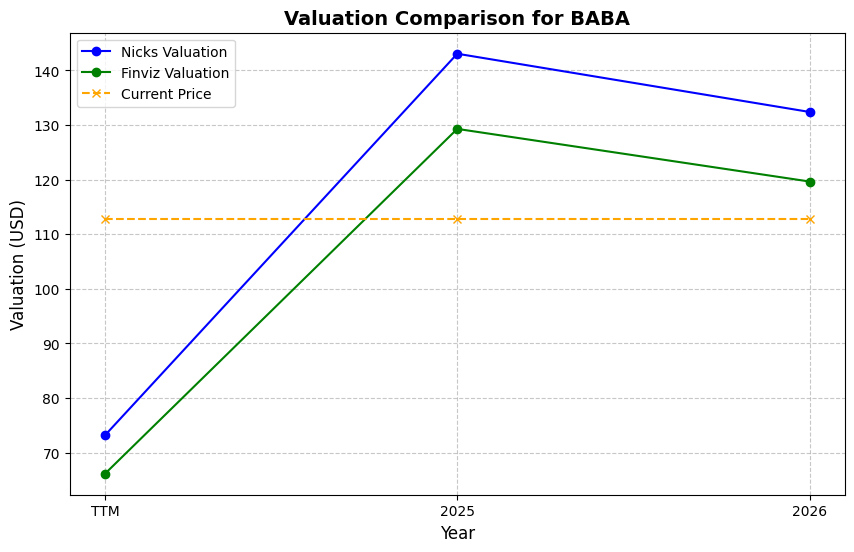 Valuation Comparison for BABA
Nicks Valuation
Finviz Valuation
Current Price
Valuation (USD)
140
130
120
110
100
90
80
70
TTM 2025 2026
Year